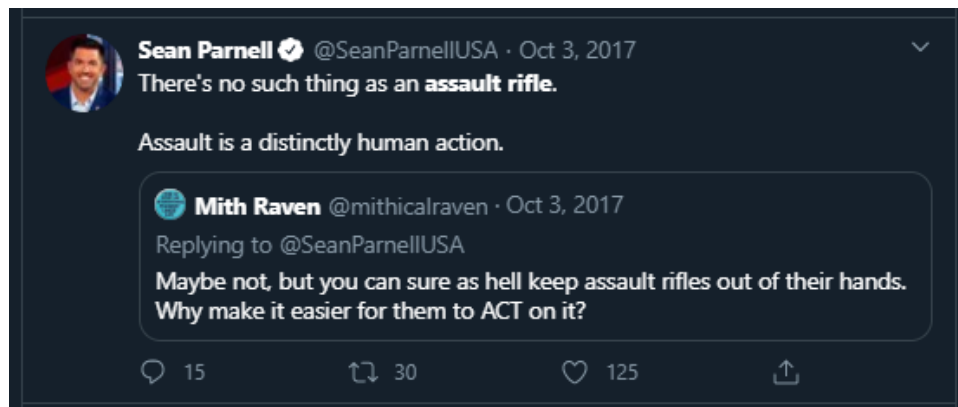 Sean Parnell @SeanParnellUSA · Oct 3, 2017
There's no such thing as an assault rifle.
Assault is a distinctly human action.
Mith Raven @mithicalraven · Oct 3, 2017
Replying to @SeanParnellUSA
Maybe not, but you can sure as hell keep assault rifles out of their hands.
Why make it easier for them to ACT on it?
15 30 125